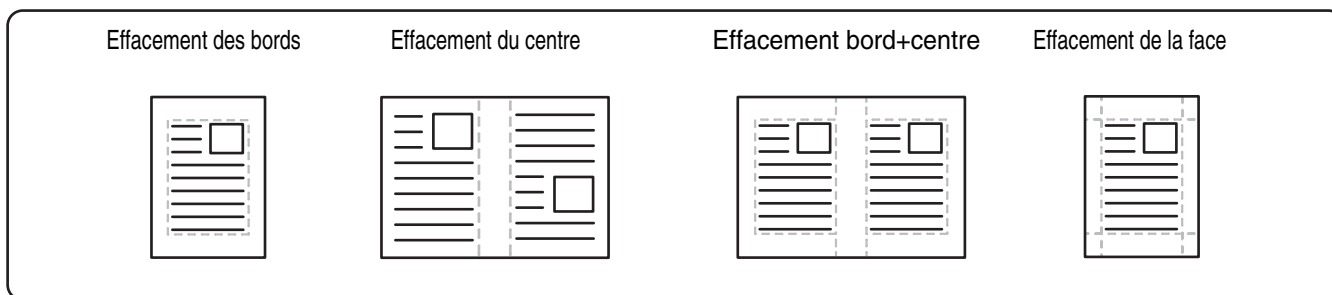 Effacement des bords
Effacement du centre
Effacement bord+centre
Effacement de la face